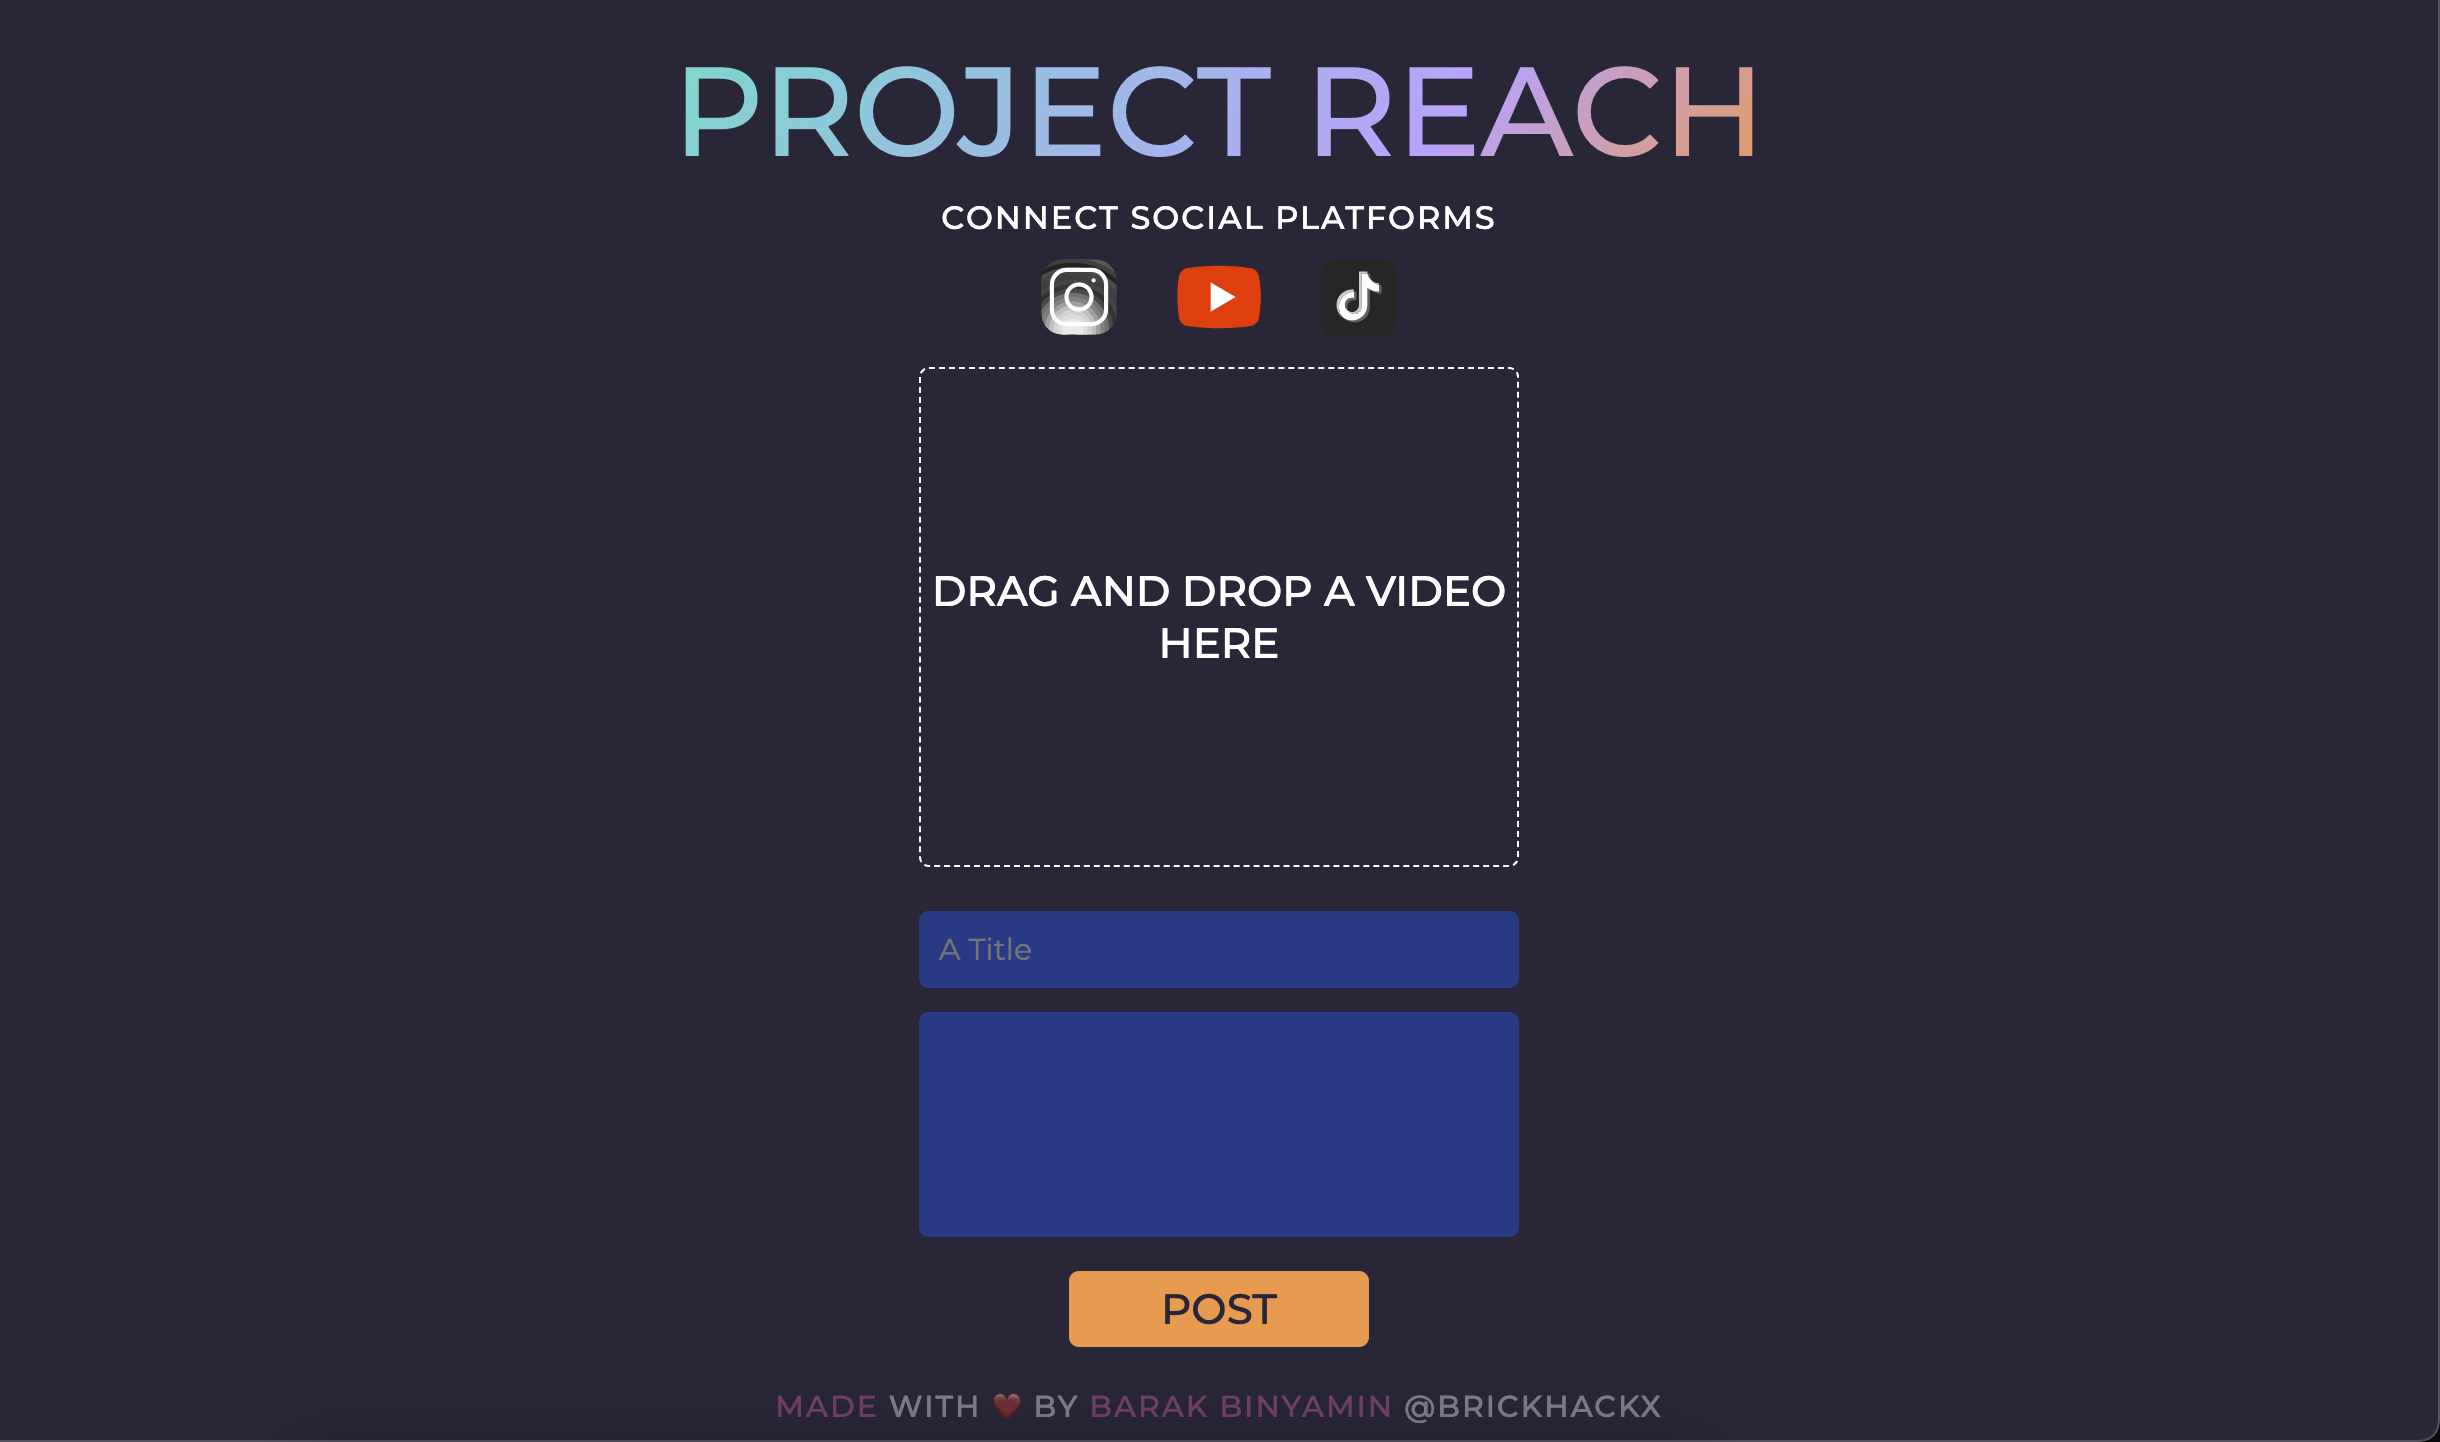 PROJECT REACH
CONNECT SOCIAL PLATFORMS
DRAG AND DROP A VIDEO
HERE
A Title
POST
MADE WITH ❤️ BY BARAK BINYAMIN @BRICKHACKX